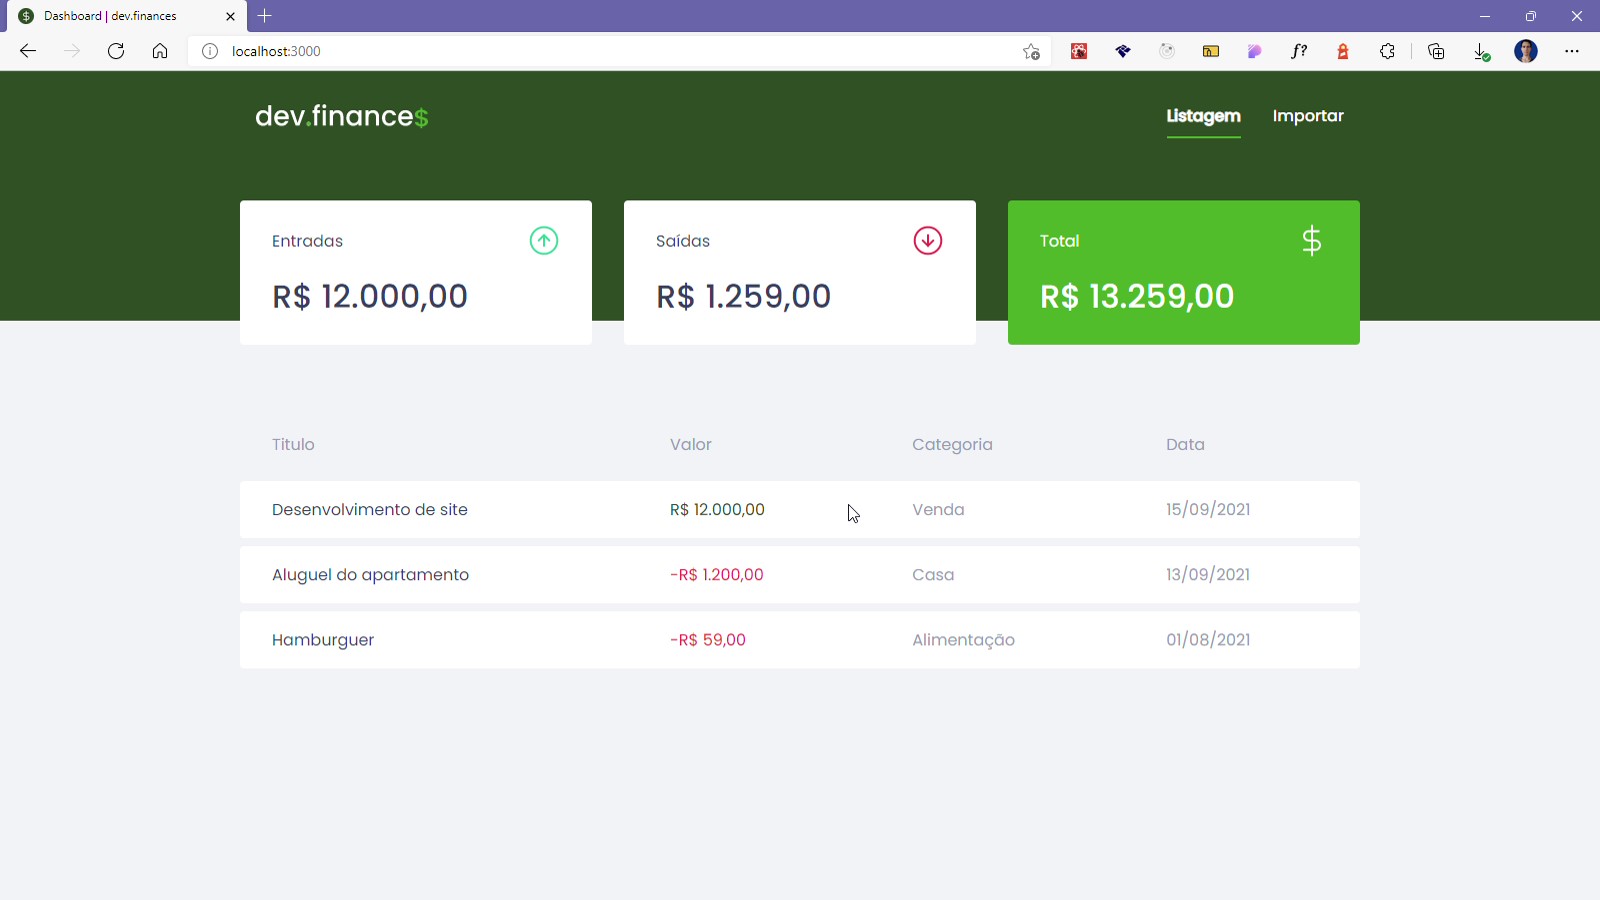 Dashboard | dev.finances
localhost:3000
f?
dev.finance$
Listagem Importar
Entradas
R$ 12.000,00
Saídas
R$ 1.259,00
Total
$
R$ 13.259,00
Titulo Valor Categoria Data
Desenvolvimento de site R$ 12.000,00 Venda 15/09/2021
Aluguel do apartamento -R$ 1.200,00 Casa 13/09/2021
Hamburguer -R$ 59,00 Alimentação 01/08/2021